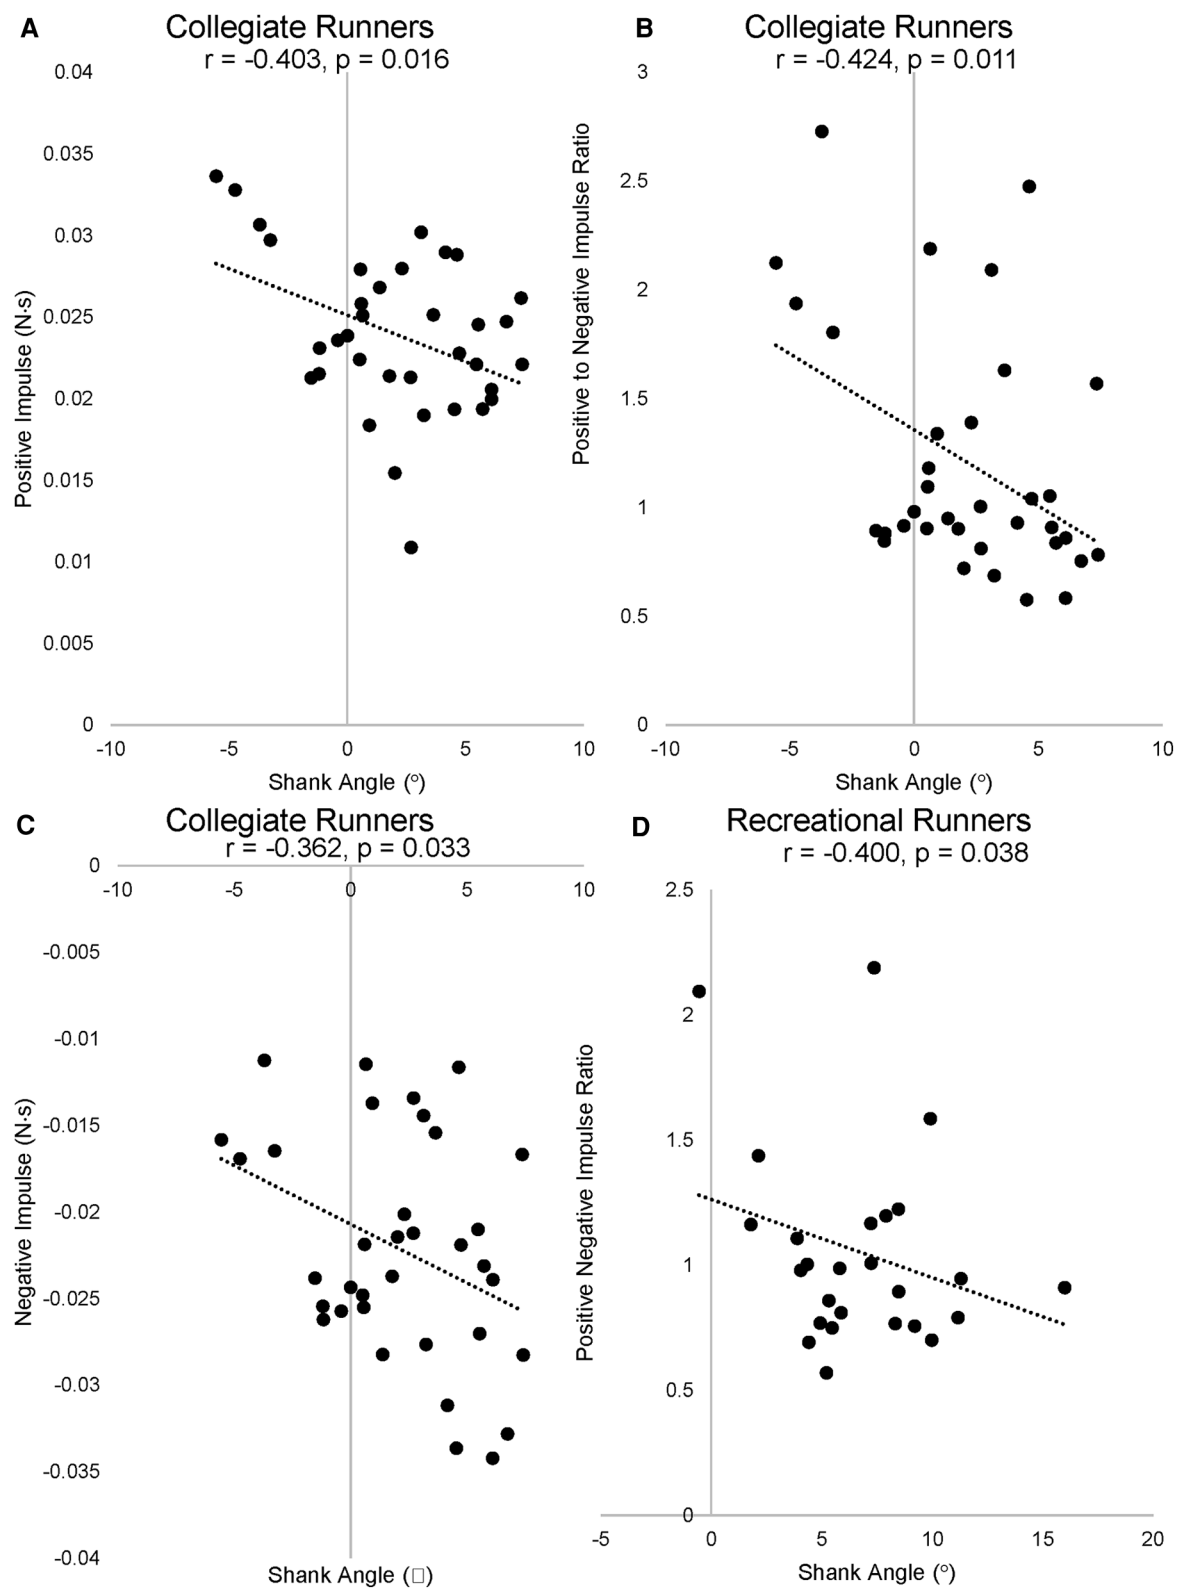 A
Collegiate Runners
r = -0.403, p = 0.016
0.04
0.035
0.03
0.025
0.02
0.015
0.01
0.005
0
Positive Impulse (N·s)
-10 -5 0 5 10
Shank Angle (°)
B
Collegiate Runners
r = -0.424, p = 0.011
3
2.5
2
1.5
1
0.5
0
Positive to Negative Impulse Ratio
-10 -5 0 5 10
Shank Angle (°)
C
Collegiate Runners
r = -0.362, p = 0.033
0
-10 -5 0 5 10
-0.005
-0.01
-0.015
-0.02
-0.025
-0.03
-0.035
-0.04
Negative Impulse (N·s)
Shank Angle (□)
D
Recreational Runners
r = -0.400, p = 0.038
2.5
2
1.5
1
0.5
0
Positive Negative Impulse Ratio
-5 0 5 10 15 20
Shank Angle (°)